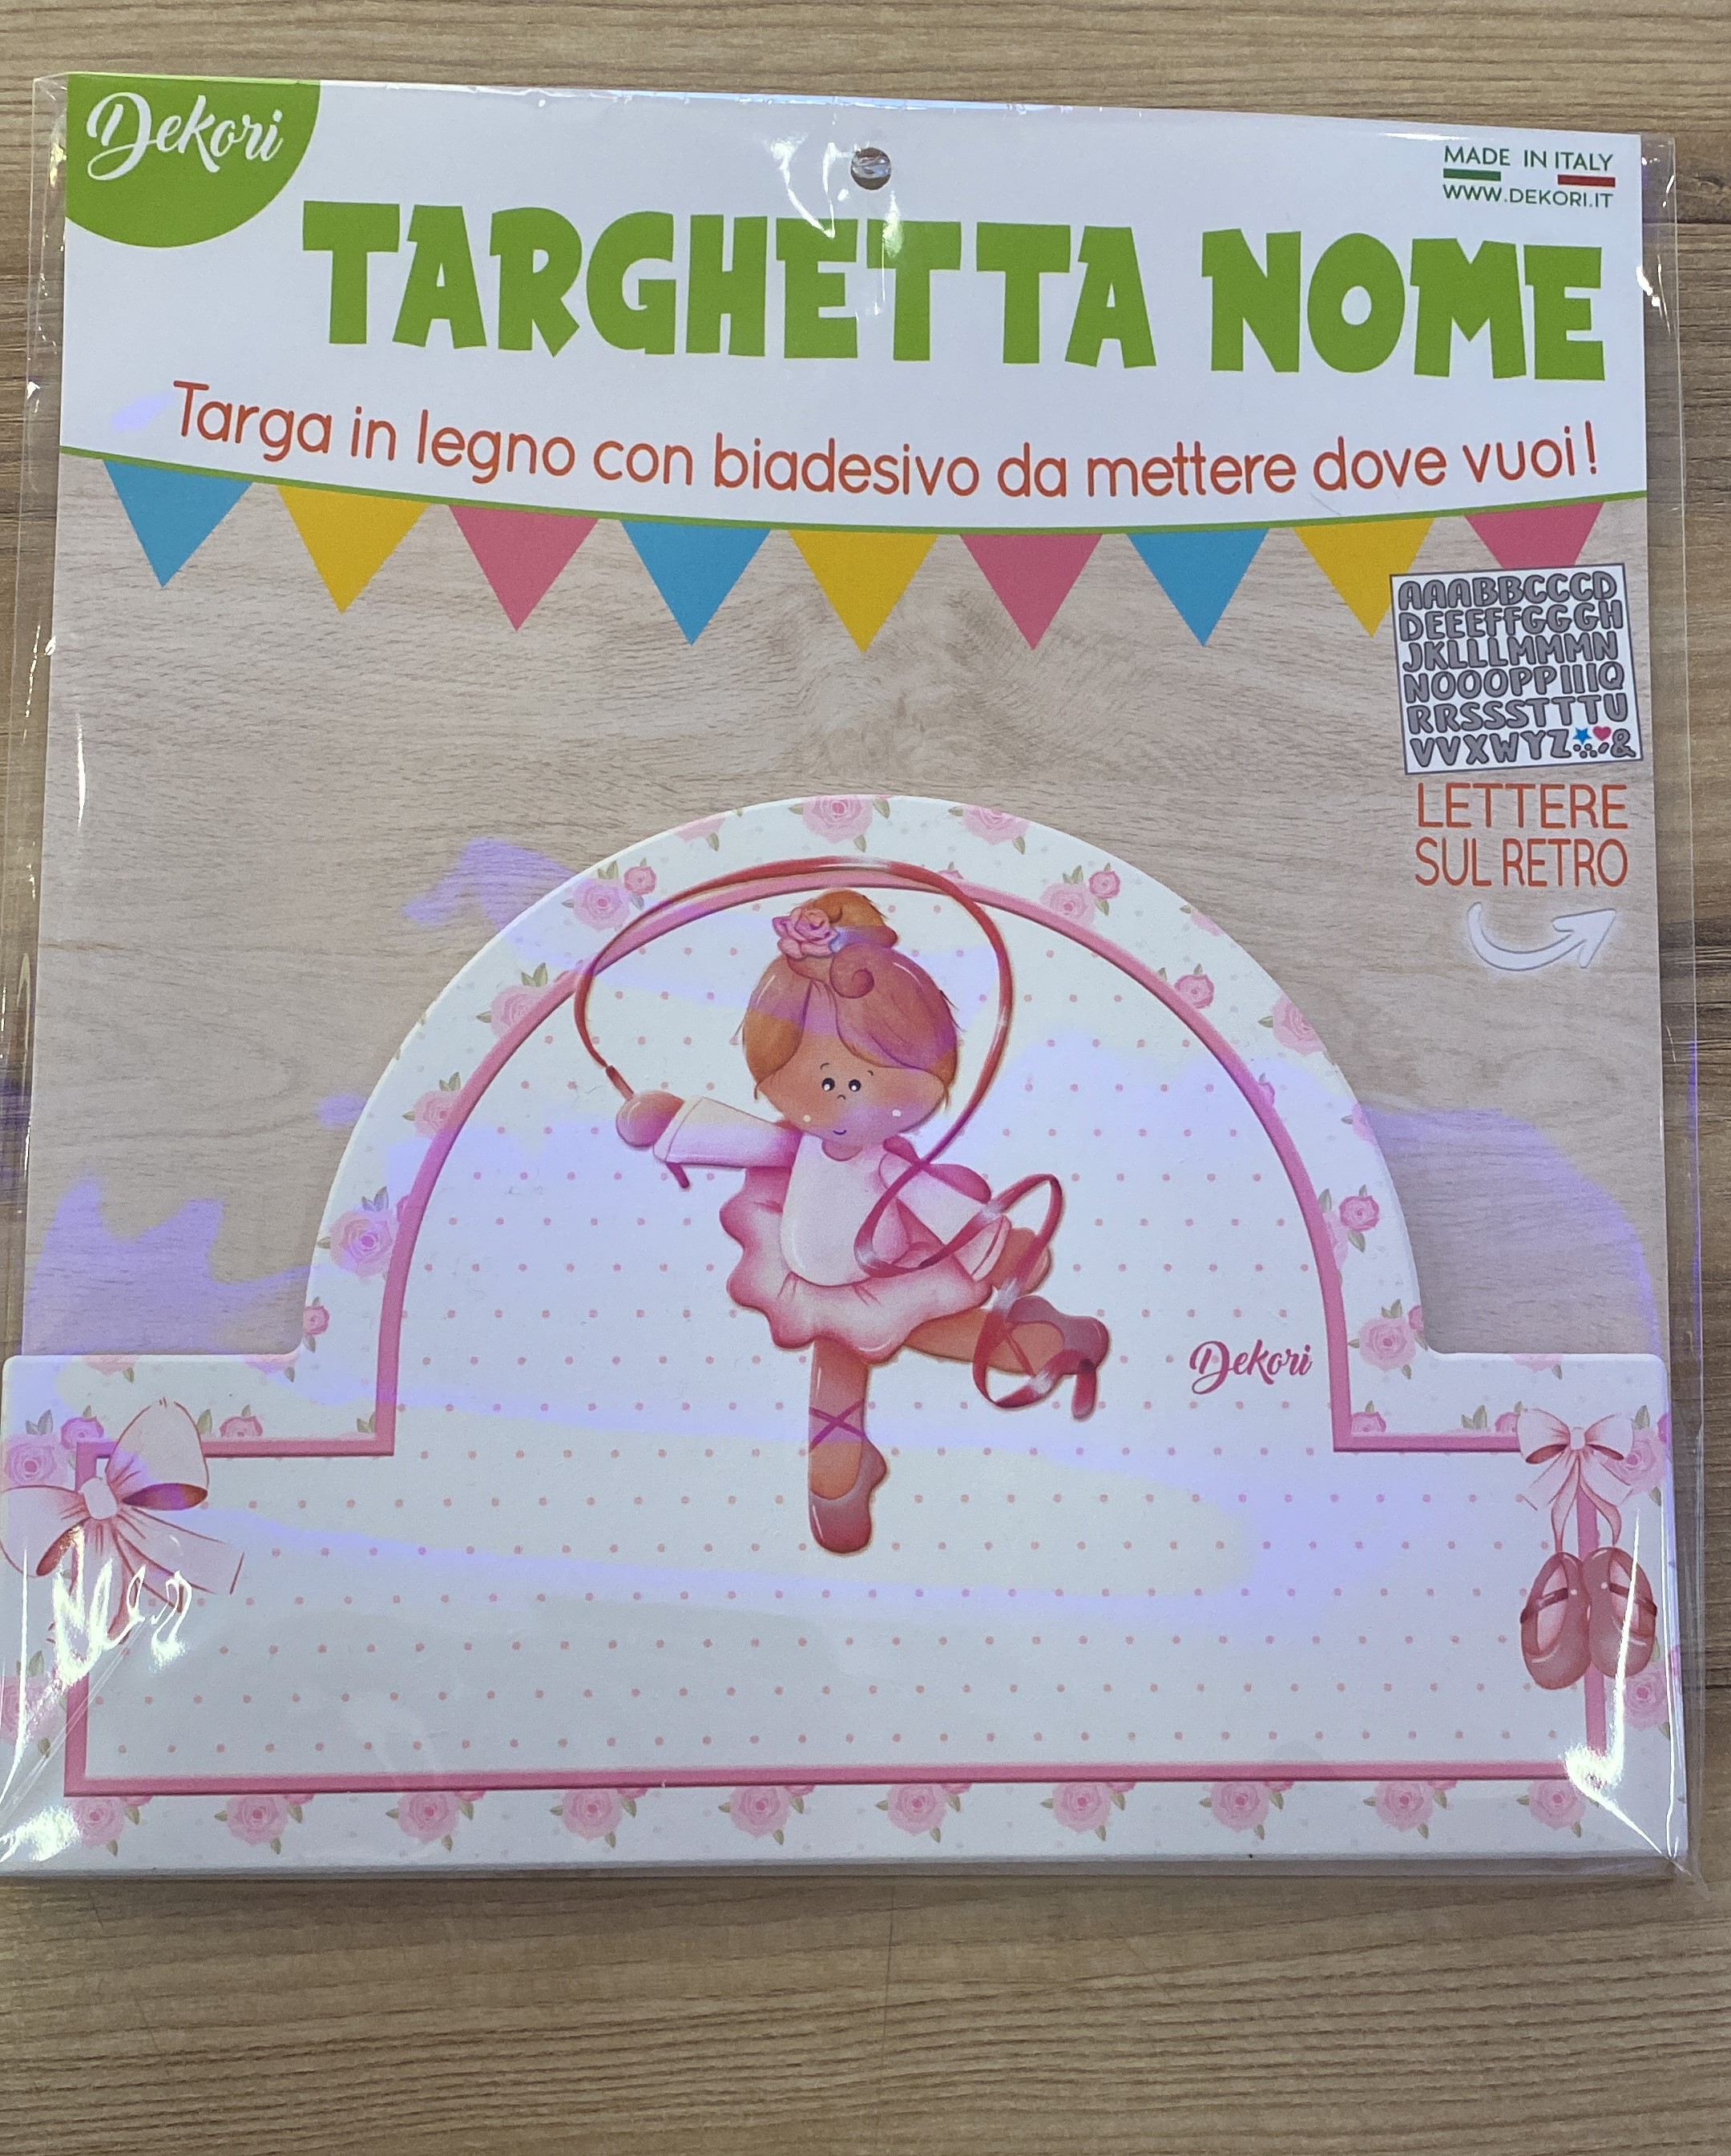 Dekori
MADE IN ITALY
WWW.DEKORI.IT
TARGHETTA NOME
Targa in legno con biadesivo da mettere dove vuoi!
AAABBCCCD
DEEEFFGGGH
JKLLLMMMN
NOOOPPIIIQ
RRSSSTTTU
VVXWYZ&
LETTERE
SUL RETRO
Dekori